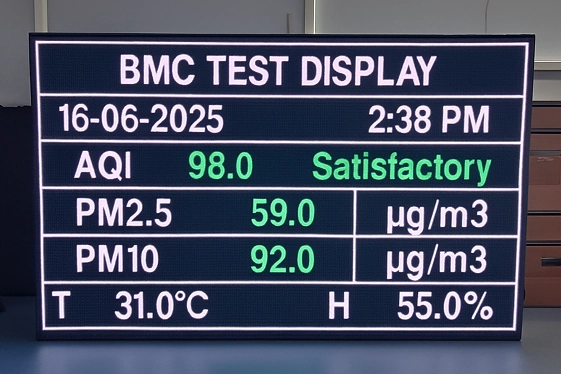 BMC TEST DISPLAY
16-06-2025 2:38 PM
AQI 98.0 Satisfactory
PM2.5 59.0 µg/m3
PM10 92.0 µg/m3
T 31.0°C H 55.0%